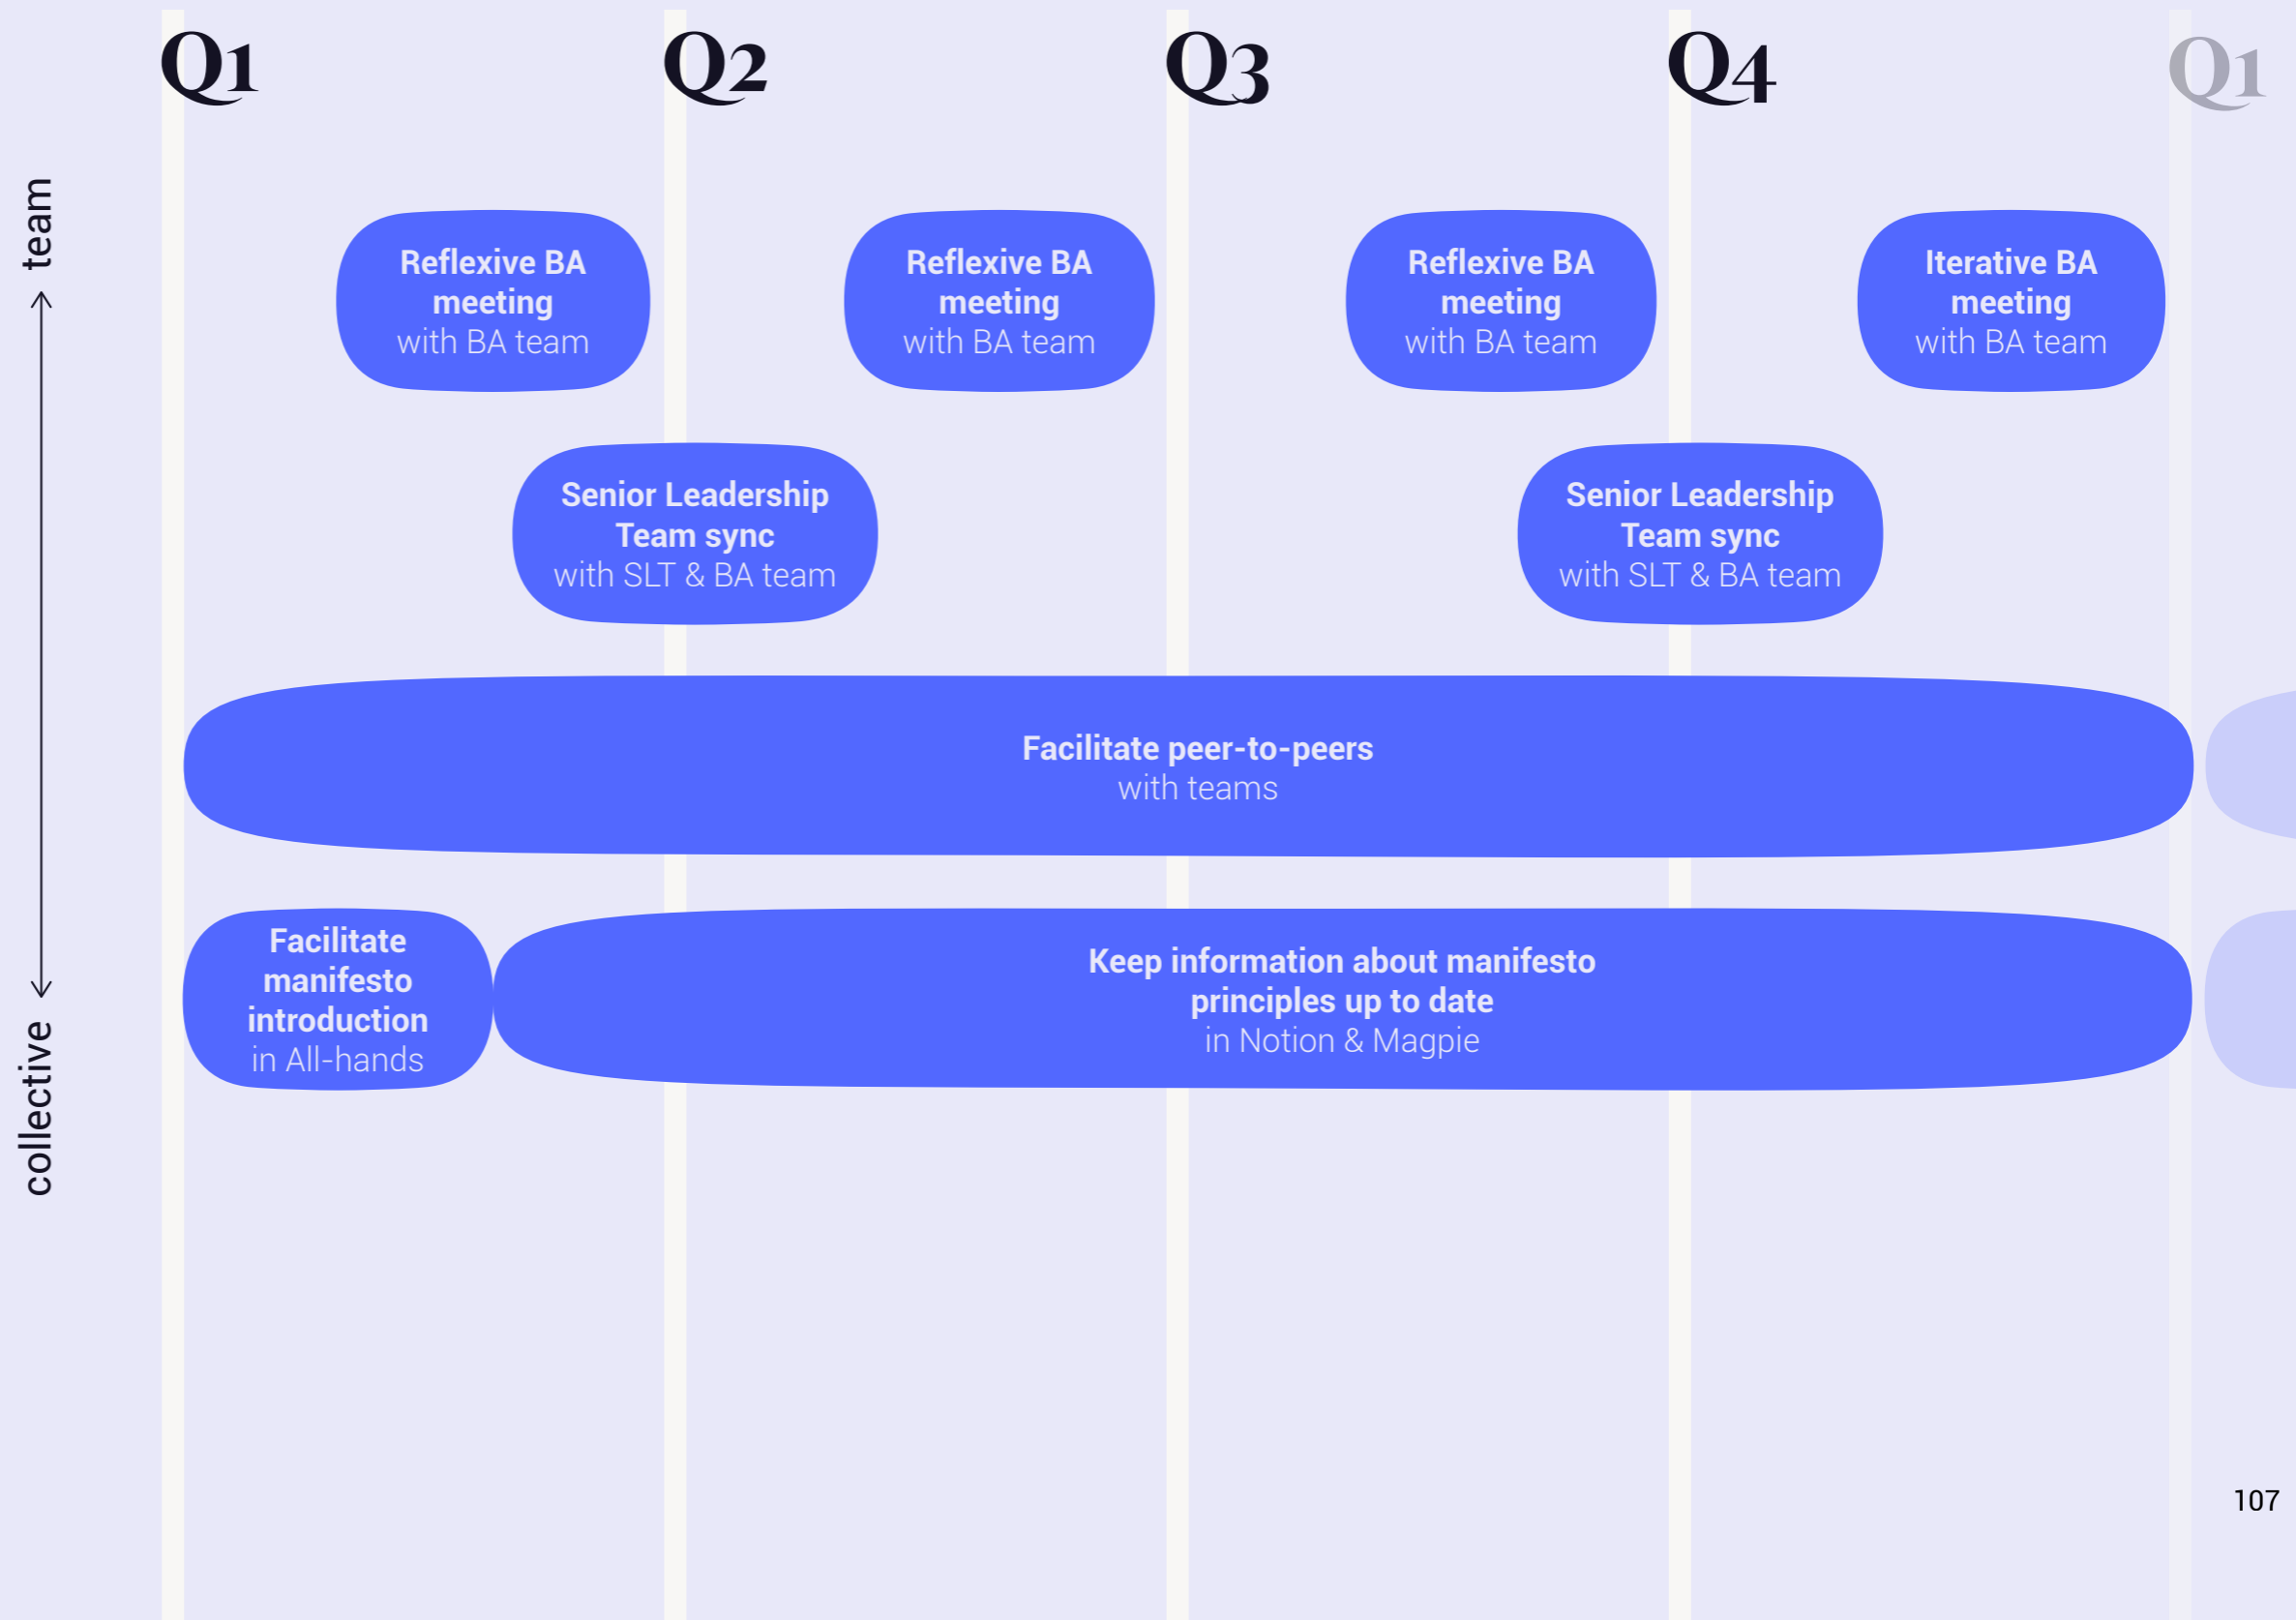 Q1
Q2
Q3
Q4
Q1
team
collective
Reflexive BA
meeting
with BA team
Reflexive BA
meeting
with BA team
Reflexive BA
meeting
with BA team
Iterative BA
meeting
with BA team
Senior Leadership
Team sync
with SLT & BA team
Senior Leadership
Team sync
with SLT & BA team
Facilitate peer-to-peers
with teams
Facilitate
manifesto
introduction
in All-hands
Keep information about manifesto
principles up to date
in Notion & Magpie
107